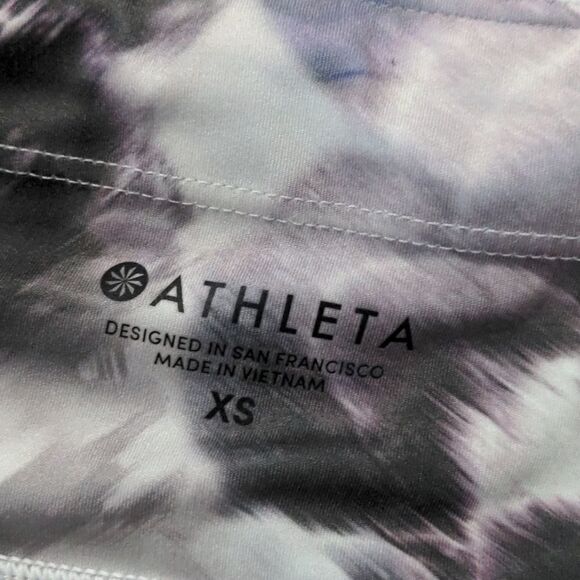 ATHLETA
DESIGNED IN SAN FRANCISCO
MADE IN VIETNAM
XS